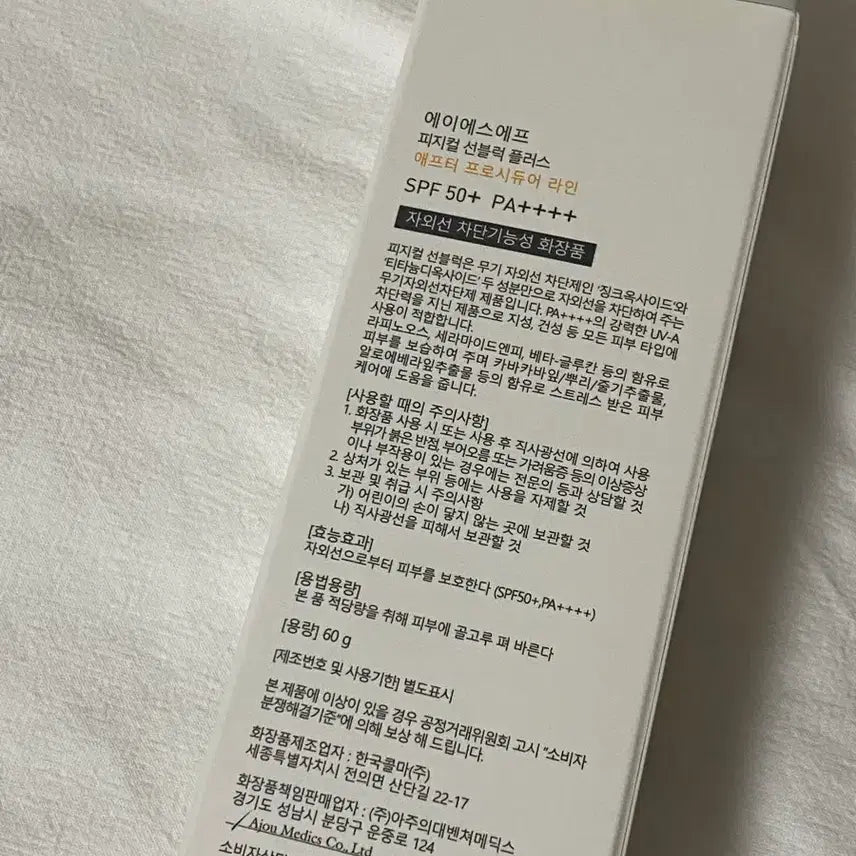 에이에스에프
피지컬 선블럭 플러스
애프터 프로시듀어 라인
SPF 50+ PA++++
자외선 차단기능성 화장품
피지컬 선블럭은 무기 자외선 차단제인 '징크옥사이드'와
'티타늄디옥사이드' 두 성분만으로 자외선을 차단하여 주는
무기자외선차단제 제품입니다. PA++++의 강력한 UV-A
차단력을 지닌 제품으로 지성, 건성 등 모든 피부 타입에
사용이 적합합니다.
라피노오스, 세라마이드엔피, 베타-글루칸 등의 함유로
피부를 보습하여 주며 카바카바잎/뿌리/줄기추출물,
알로에베라잎추출물 등의 함유로 스트레스 받은 피부
케어에 도움을 줍니다.
[사용할 때의 주의사항]
1. 화장품 사용 시 또는 사용 후 직사광선에 의하여 사용
부위가 붉은 반점, 부어오름 또는 가려움증 등의 이상증상
이나 부작용이 있는 경우에는 전문의 등과 상담할 것
2. 상처가 있는 부위 등에는 사용을 자제할 것
3. 보관 및 취급 시 주의사항
가) 어린이의 손이 닿지 않는 곳에 보관할 것
나) 직사광선을 피해서 보관할 것
[효능효과]
자외선으로부터 피부를 보호한다 (SPF50+,PA++++)
[용법용량]
본 품 적당량을 취해 피부에 골고루 펴 바른다
[용량] 60 g
[제조번호 및 사용기한] 별도표시
본 제품에 이상이 있을 경우 공정거래위원회 고시 "소비자
분쟁해결기준"에 의해 보상 해 드립니다.
화장품제조업자 : 한국콜마(주)
세종특별자치시 전의면 산단길 22-17
화장품책임판매업자 : (주)아주의대벤쳐메딕스
경기도 성남시 분당구 운중로 124
Ajou Medics Co., Ltd